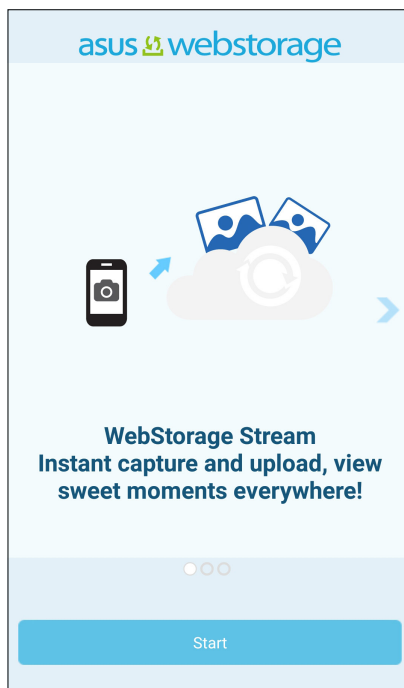 asus webstorage
WebStorage Stream
Instant capture and upload, view
sweet moments everywhere!
Start